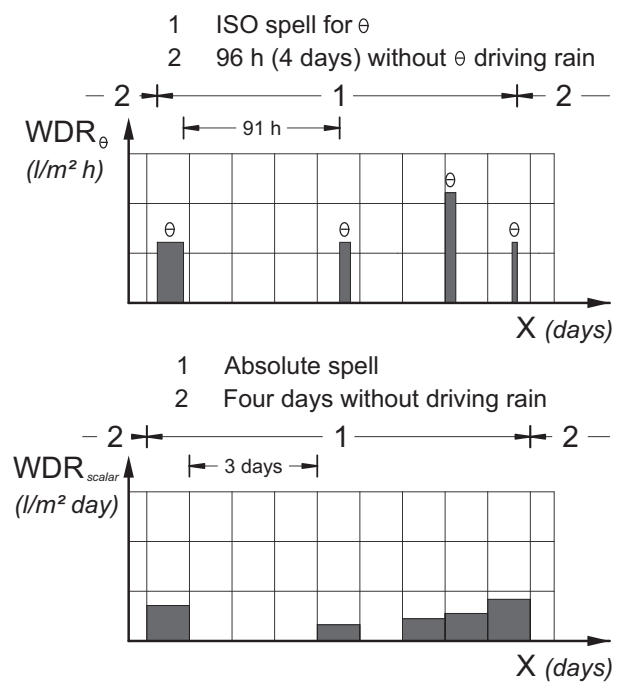 1 ISO spell for θ
2 96 h (4 days) without θ driving rain
2 1 2
WDRθ
91 h
(l/m² h)
θ
θ θ θ
X (days)
1 Absolute spell
2 Four days without driving rain
2 1 2
WDRscalar
3 days
(l/m² day)
X (days)